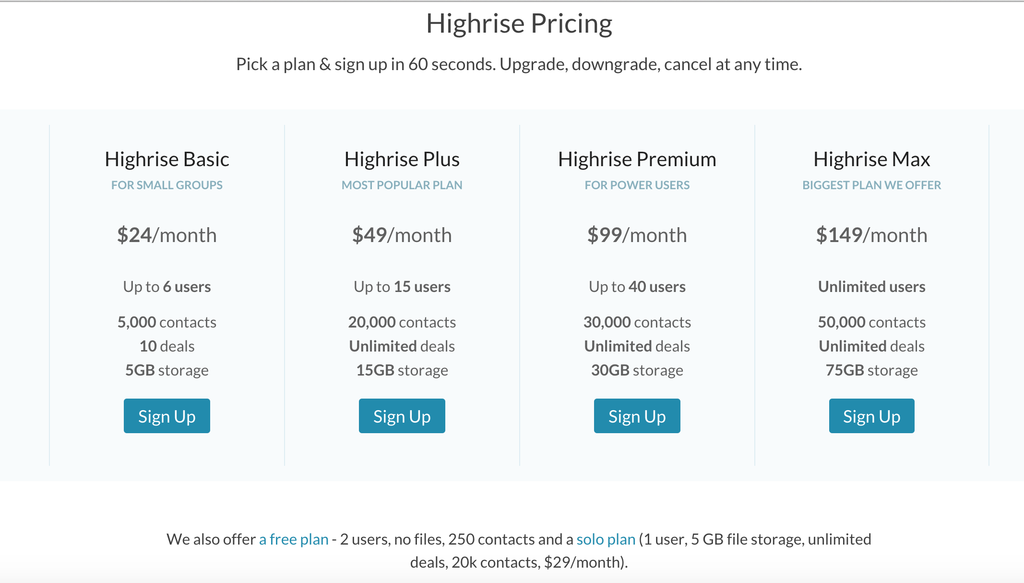 Highrise Pricing
Pick a plan & sign up in 60 seconds. Upgrade, downgrade, cancel at any time.
Highrise Basic
FOR SMALL GROUPS
$24/month
Up to 6 users
5,000 contacts
10 deals
5GB storage
Sign Up
Highrise Plus
MOST POPULAR PLAN
$49/month
Up to 15 users
20,000 contacts
Unlimited deals
15GB storage
Sign Up
Highrise Premium
FOR POWER USERS
$99/month
Up to 40 users
30,000 contacts
Unlimited deals
30GB storage
Sign Up
Highrise Max
BIGGEST PLAN WE OFFER
$149/month
Unlimited users
50,000 contacts
Unlimited deals
75GB storage
Sign Up
We also offer a free plan - 2 users, no files, 250 contacts and a solo plan (1 user, 5 GB file storage, unlimited
deals, 20k contacts, $29/month).